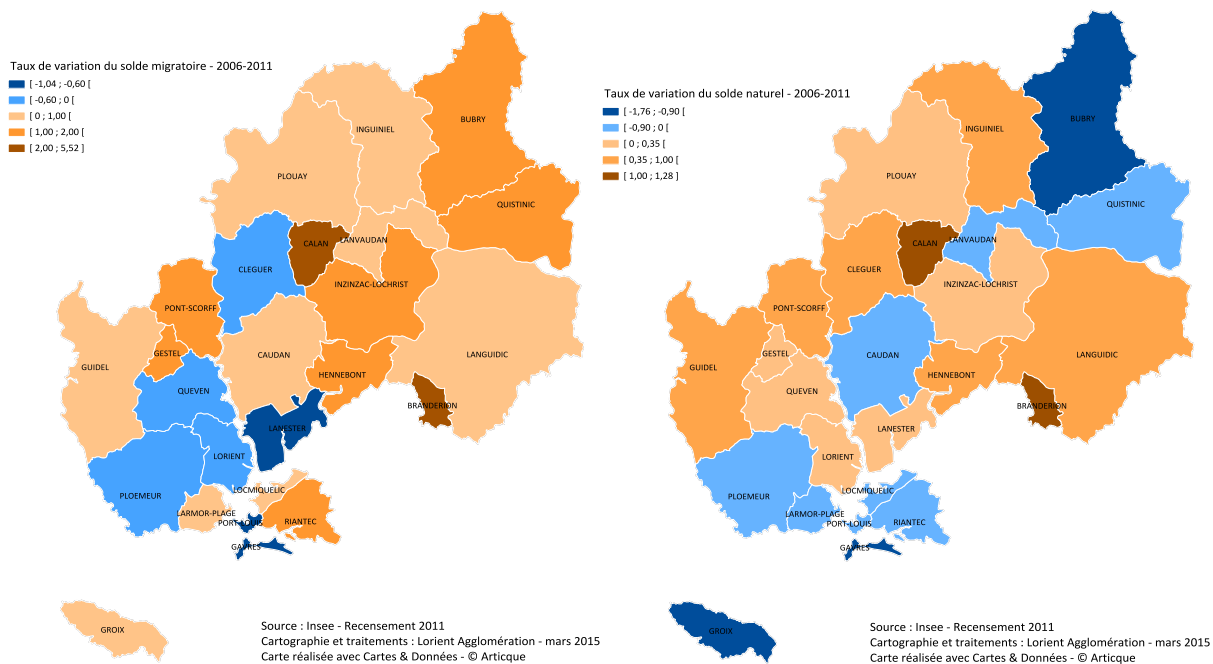 Taux de variation du solde migratoire - 2006-2011
[ -1,04 ; -0,60 [
[ -0,60 ; 0 [
[ 0 ; 1,00 [
[ 1,00 ; 2,00 [
[ 2,00 ; 5,52 ]
BUBRY
INGUINIEL
PLOUAY
QUISTINIC
CALAN
LANVAUDAN
CLEGUER
INZINZAC-LOCHRIST
PONT-SCORFF
GESTEL
CAUDAN
LANGUIDIC
GUIDEL
HENNEBONT
QUEVEN
BRANDERION
LANESTER
LORIENT
PLOEMEUR
LOCMIQUELIC
LARMOR-PLAGE
PORT-LOUIS
RIANTEC
GAVRES
GROIX
Source : Insee - Recensement 2011
Cartographie et traitements : Lorient Agglomération - mars 2015
Carte réalisée avec Cartes & Données - © Articque
Taux de variation du solde naturel - 2006-2011
[ -1,76 ; -0,90 [
[ -0,90 ; 0 [
[ 0 ; 0,35 [
[ 0,35 ; 1,00 [
[ 1,00 ; 1,28 ]
BUBRY
INGUINIEL
PLOUAY
QUISTINIC
CALAN
LANVAUDAN
CLEGUER
INZINZAC-LOCHRIST
PONT-SCORFF
GESTEL
CAUDAN
LANGUIDIC
GUIDEL
HENNEBONT
QUEVEN
BRANDERION
LANESTER
LORIENT
PLOEMEUR
LOCMIQUELIC
LARMOR-PLAGE
PORT-LOUIS
RIANTEC
GAVRES
GROIX
Source : Insee - Recensement 2011
Cartographie et traitements : Lorient Agglomération - mars 2015
Carte réalisée avec Cartes & Données - © Articque